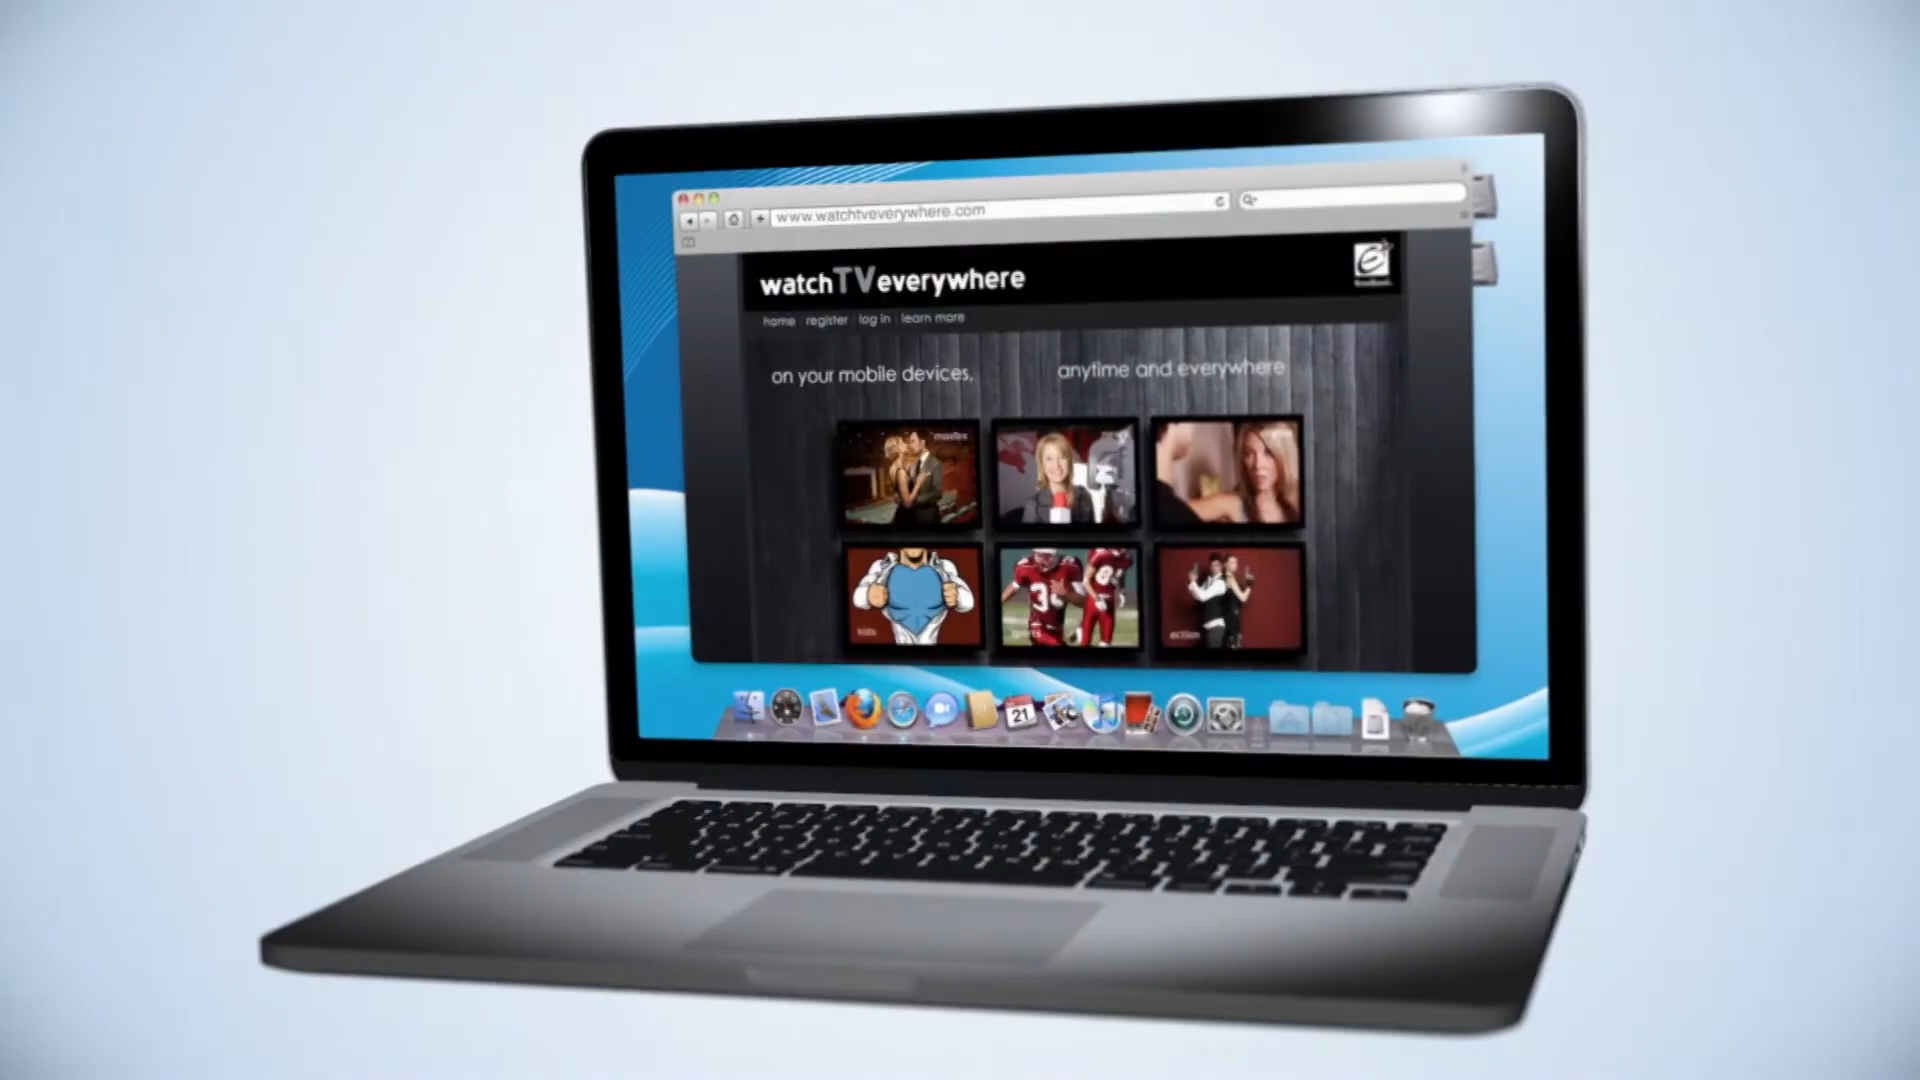 www.watchtveverywhere.com
watchTVeverywhere
home register log in learn more
on your mobile devices, anytime and everywhere
movies
kids
sports
action
21